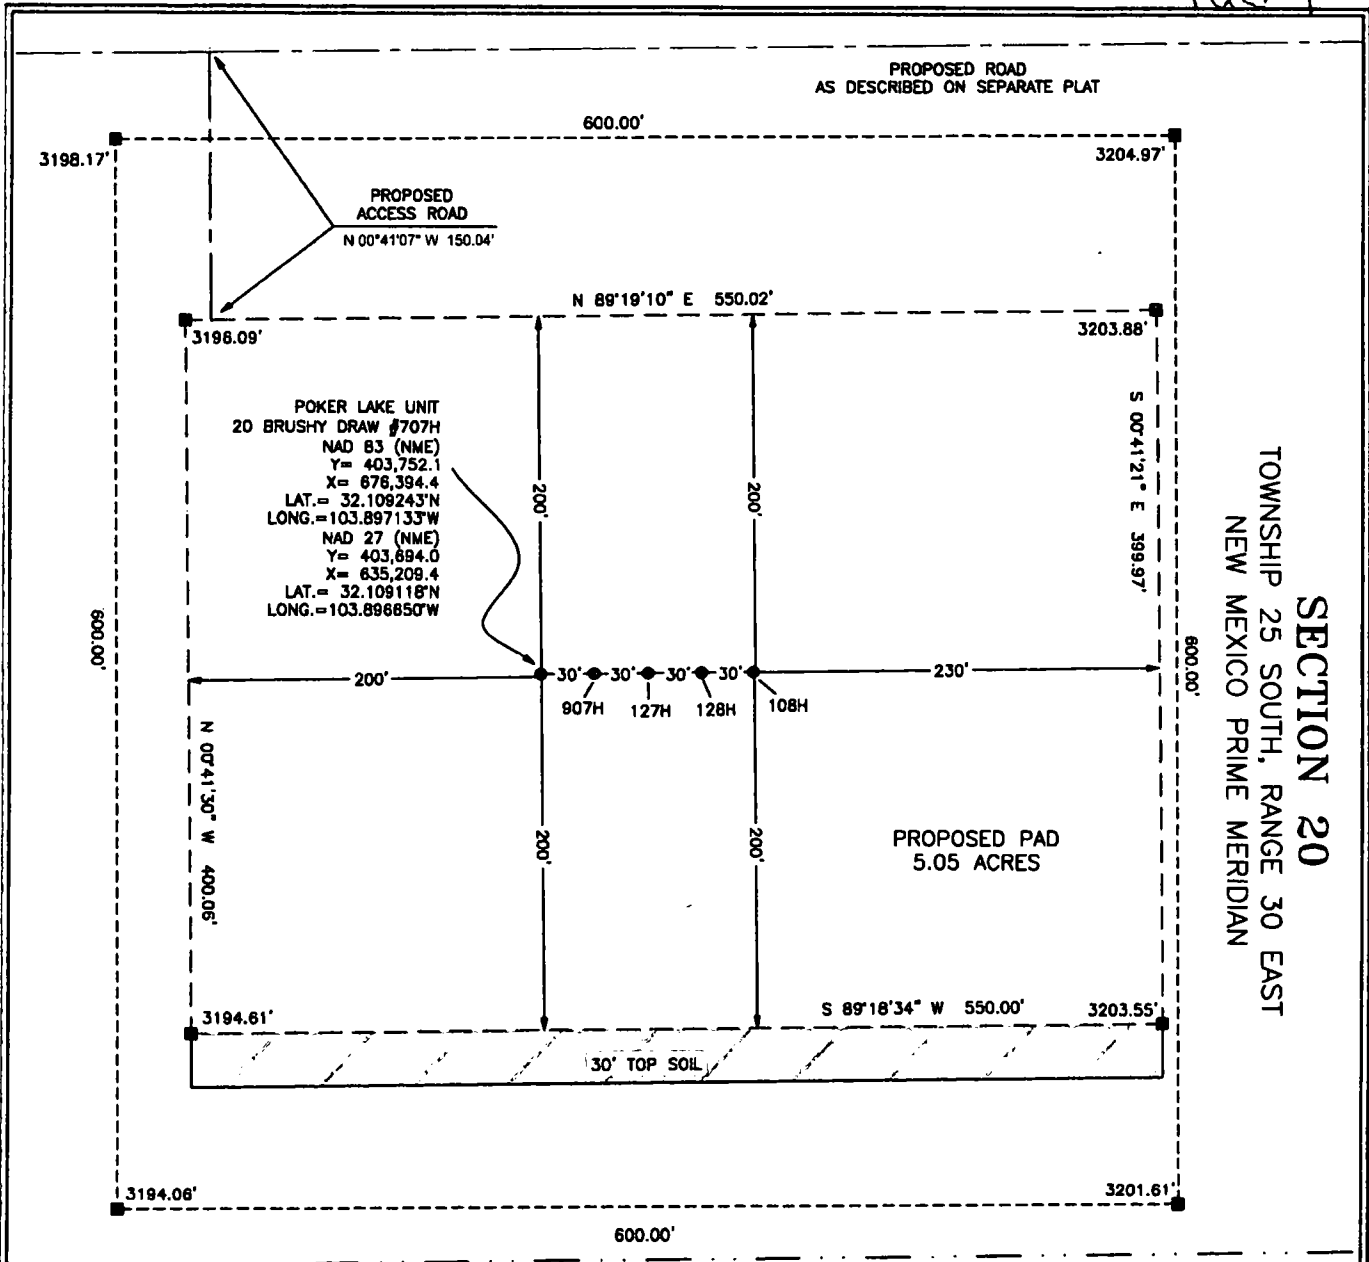 PROPOSED ROAD
AS DESCRIBED ON SEPARATE PLAT
600.00'
3198.17'
3204.97'
PROPOSED
ACCESS ROAD
N 00°41'07" W 150.04'
N 89°19'10" E 550.02'
3198.09'
3203.88'
POKER LAKE UNIT
20 BRUSHY DRAW #707H
NAD 83 (NME)
Y= 403,752.1
X= 676,394.4
LAT.= 32.109243°N
LONG.=103.897133°W
NAD 27 (NME)
Y= 403,694.0
X= 635,209.4
LAT.= 32.109118°N
LONG.=103.896650°W
S 00°41'21" E 399.97'
SECTION 20
TOWNSHIP 25 SOUTH, RANGE 30 EAST
NEW MEXICO PRIME MERIDIAN
200'
200'
600.00'
600.00'
200'
30'
30'
30'
30'
230'
907H
127H
128H
108H
N 00°41'30" W 400.06'
200'
200'
PROPOSED PAD
5.05 ACRES
3194.61'
S 89°18'34" W 550.00'
3203.55'
30' TOP SOIL
3194.06'
3201.61'
600.00'